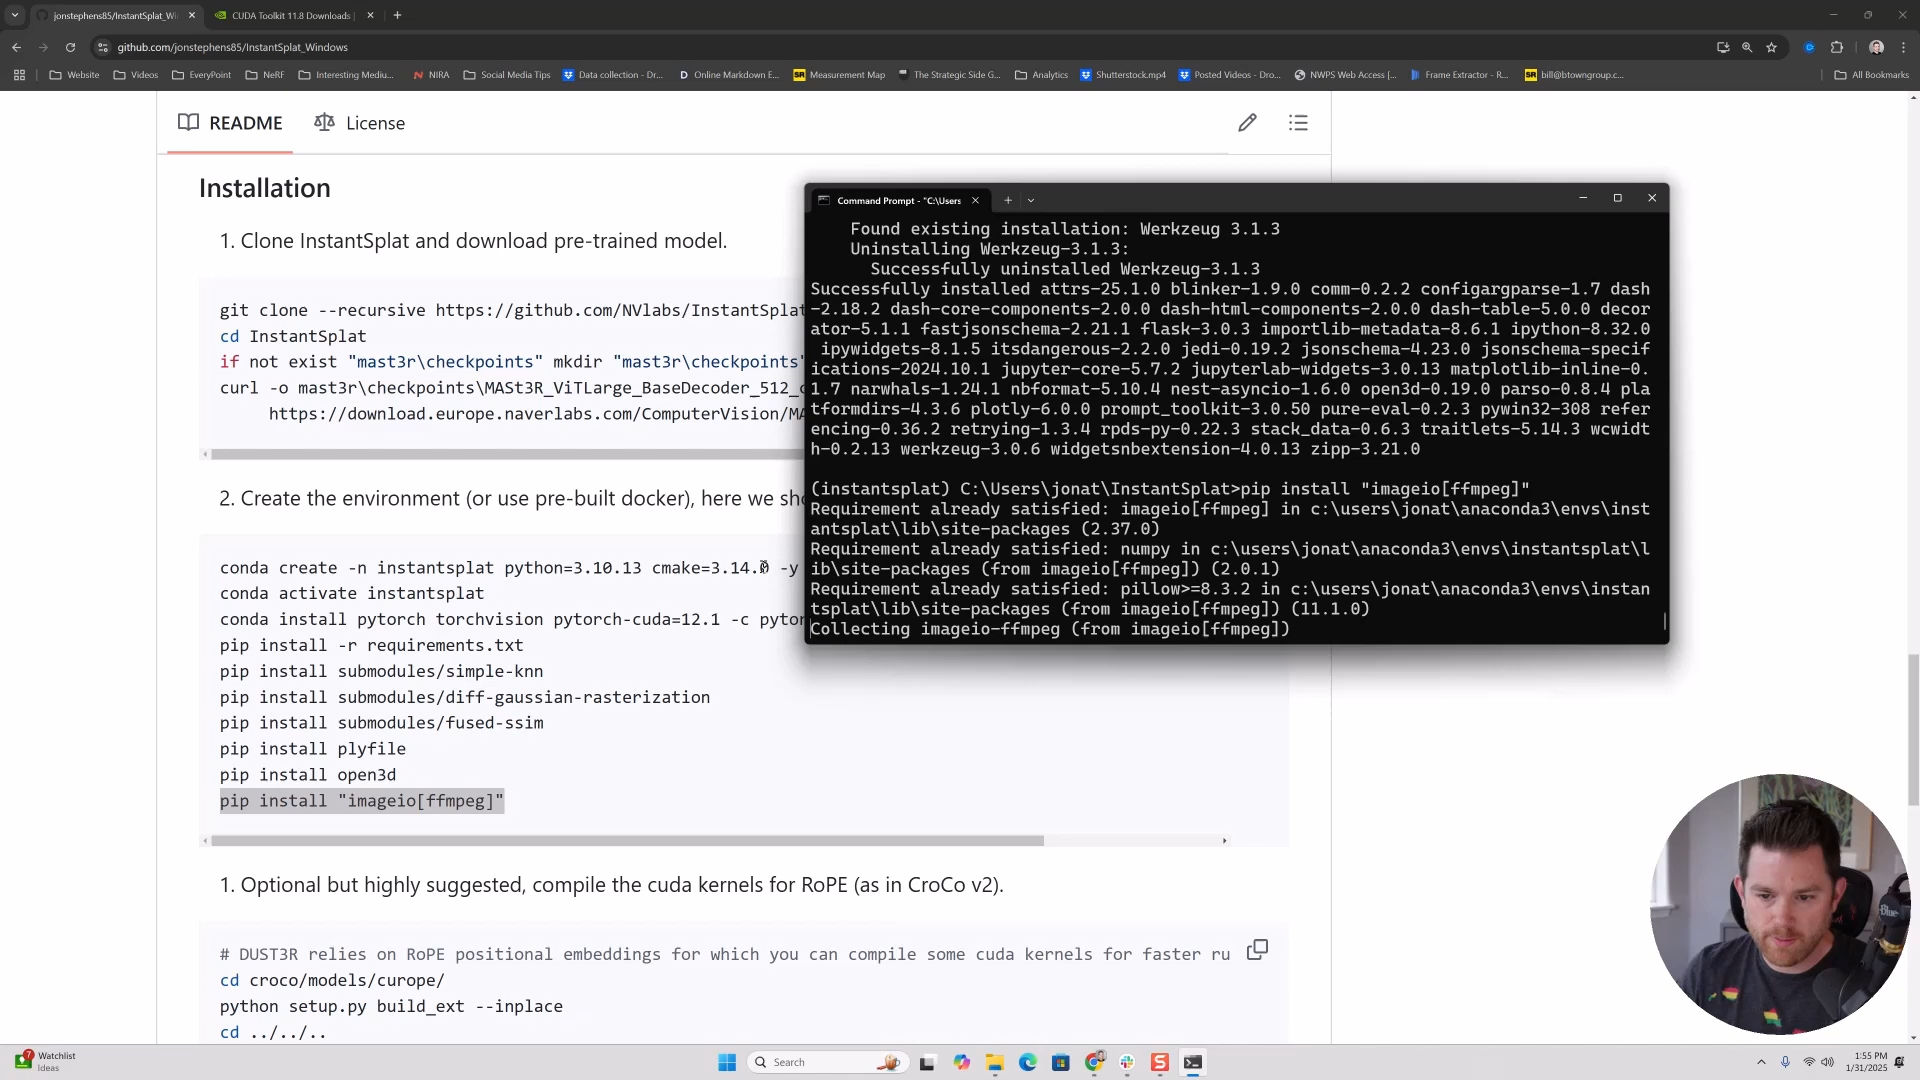 jonstephens85/InstantSplat_Wi
CUDA Toolkit 11.8 Downloads
github.com/jonstephens85/InstantSplat_Windows
Website
Videos
EveryPoint
NeRF
Interesting Mediu...
NIRA
Social Media Tips
Data collection - Dr...
Online Markdown E...
Measurement Map
The Strategic Side G...
Analytics
Shutterstock.mp4
Posted Videos - Dro...
NWPS Web Access [...
Frame Extractor - R...
bill@btowngroup.c...
All Bookmarks
README
License
Installation
1. Clone InstantSplat and download pre-trained model.
git clone --recursive https://github.com/NVlabs/InstantSplat
cd InstantSplat
if not exist "mast3r\checkpoints" mkdir "mast3r\checkpoints"
curl -o mast3r\checkpoints\MASt3R_ViTLarge_BaseDecoder_512_c
https://download.europe.naverlabs.com/ComputerVision/MA
2. Create the environment (or use pre-built docker), here we sho
conda create -n instantsplat python=3.10.13 cmake=3.14.0 -y
conda activate instantsplat
conda install pytorch torchvision pytorch-cuda=12.1 -c pytor
pip install -r requirements.txt
pip install submodules/simple-knn
pip install submodules/diff-gaussian-rasterization
pip install submodules/fused-ssim
pip install plyfile
pip install open3d
pip install "imageio[ffmpeg]"
1. Optional but highly suggested, compile the cuda kernels for RoPE (as in CroCo v2).
# DUST3R relies on RoPE positional embeddings for which you can compile some cuda kernels for faster ru
cd croco/models/curope/
python setup.py build_ext --inplace
cd ../../..
Command Prompt - "C:\Users
Found existing installation: Werkzeug 3.1.3
Uninstalling Werkzeug-3.1.3:
Successfully uninstalled Werkzeug-3.1.3
Successfully installed attrs-25.1.0 blinker-1.9.0 comm-0.2.2 configargparse-1.7 dash
-2.18.2 dash-core-components-2.0.0 dash-html-components-2.0.0 dash-table-5.0.0 decor
ator-5.1.1 fastjsonschema-2.21.1 flask-3.0.3 importlib-metadata-8.6.1 ipython-8.32.0
ipywidgets-8.1.5 itsdangerous-2.2.0 jedi-0.19.2 jsonschema-4.23.0 jsonschema-specif
ications-2024.10.1 jupyter-core-5.7.2 jupyterlab-widgets-3.0.13 matplotlib-inline-0.
1.7 narwhals-1.24.1 nbformat-5.10.4 nest-asyncio-1.6.0 open3d-0.19.0 parso-0.8.4 pla
tformdirs-4.3.6 plotly-6.0.0 prompt_toolkit-3.0.50 pure-eval-0.2.3 pywin32-308 refer
encing-0.36.2 retrying-1.3.4 rpds-py-0.22.3 stack_data-0.6.3 traitlets-5.14.3 wcwidt
h-0.2.13 werkzeug-3.0.6 widgetsnbextension-4.0.13 zipp-3.21.0
(instantsplat) C:\Users\jonat\InstantSplat>pip install "imageio[ffmpeg]"
Requirement already satisfied: imageio[ffmpeg] in c:\users\jonat\anaconda3\envs\inst
antsplat\lib\site-packages (2.37.0)
Requirement already satisfied: numpy in c:\users\jonat\anaconda3\envs\instantsplat\l
ib\site-packages (from imageio[ffmpeg]) (2.0.1)
Requirement already satisfied: pillow>=8.3.2 in c:\users\jonat\anaconda3\envs\instan
tsplat\lib\site-packages (from imageio[ffmpeg]) (11.1.0)
Collecting imageio-ffmpeg (from imageio[ffmpeg])
Blue
7
Watchlist
Ideas
Search
1:55 PM
1/31/2025